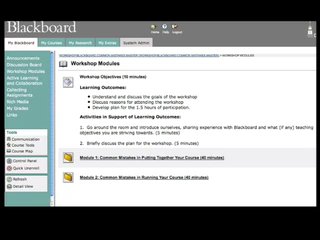 Blackboard
Home Help Logout
My Blackboard My Courses My Research My Extras System Admin
> WORKSHOP MODULES
Announcements
Discussion Board
Workshop Modules
Active Learning
and Collaboration
Collecting
Assignments
Rich Media
My Grades
Links
Tools
Communication
Course Tools
Course Map
Control Panel
Quick Unenroll
Refresh
Detail View
Workshop Modules
Workshop Objectives (10 minutes)
Learning Outcomes:
Understand and discuss the goals of the workshop
Discuss reasons for attending the workshop
Develop plan for the 1.5 hours of participation.
Activities in Support of Learning Outcomes:
1. Go around the room and introduce ourselves, sharing experience with Blackboard and what [if any] teaching
objectives you are striving towards. (5 minutes)
2. Briefly discuss the plan for the workshop. (5 minutes)
Module 1: Common Mistakes in Putting Together Your Course (40 minutes)
Module 2: Common Mistakes in Running Your Course (40 minutes)